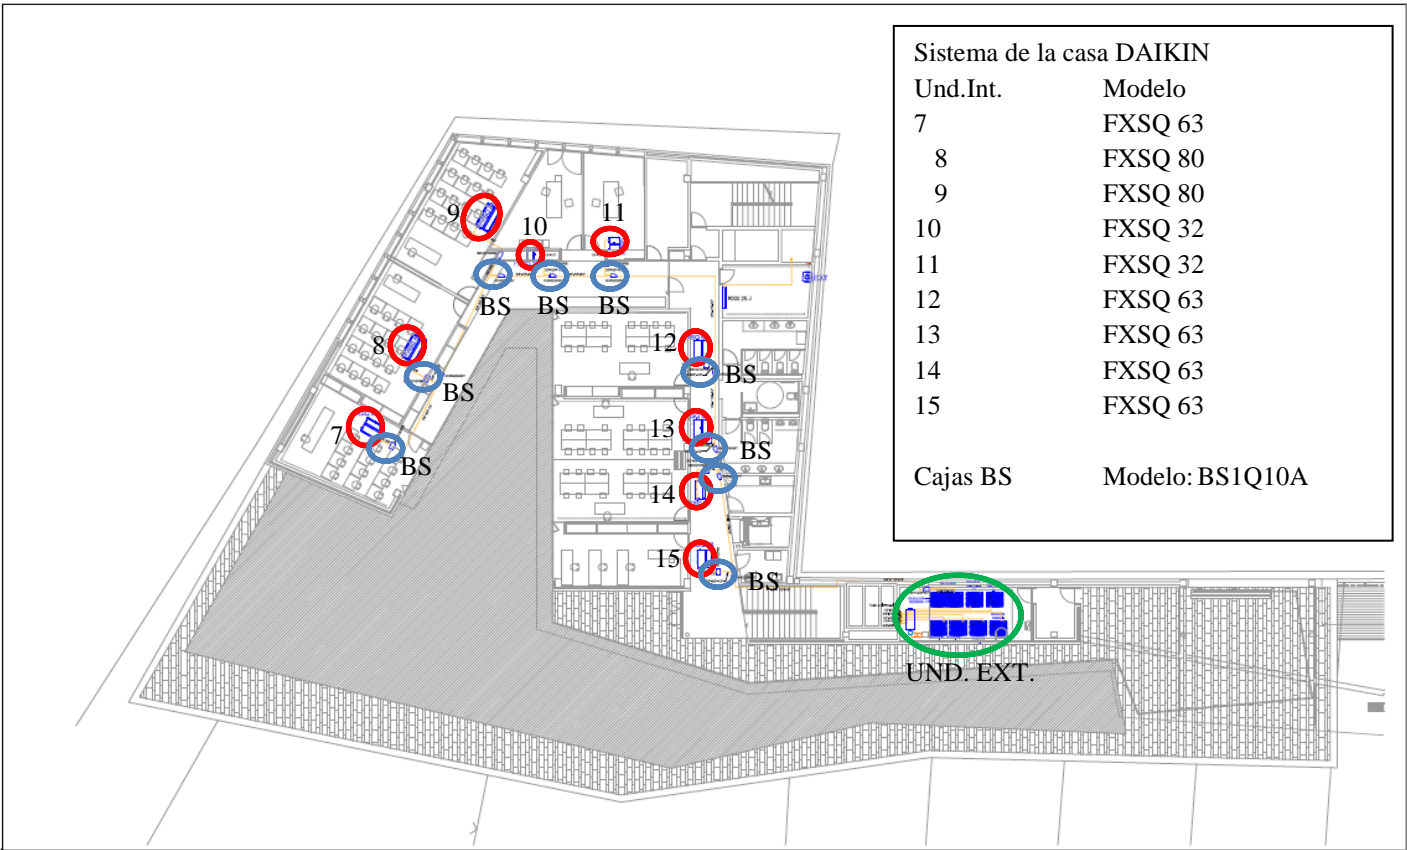 Sistema de la casa DAIKIN
Und.Int. Modelo
7 FXSQ 63
8 FXSQ 80
9 FXSQ 80
10 FXSQ 32
11 FXSQ 32
12 FXSQ 63
13 FXSQ 63
14 FXSQ 63
15 FXSQ 63
Cajas BS Modelo: BS1Q10A
9
10
11
BS
BS
BS
8
BS
12
BS
7
BS
13
BS
14
15
BS
UND. EXT.